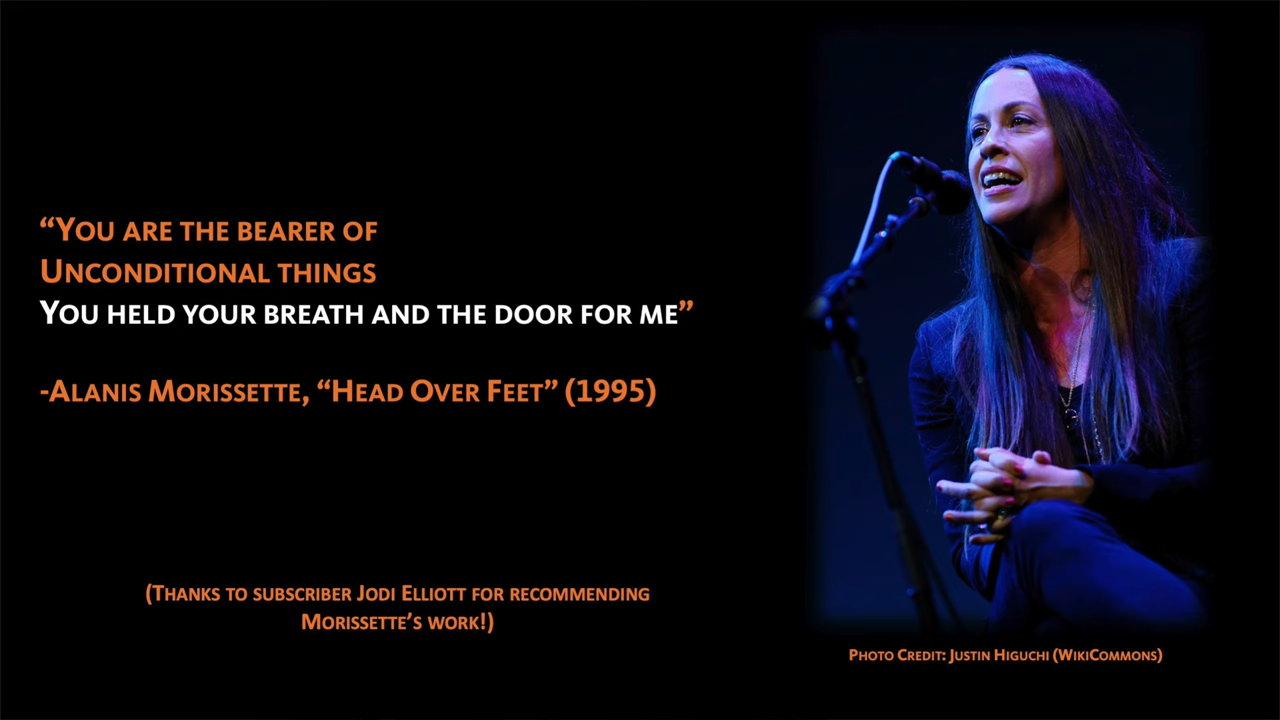 “You are the bearer of
Unconditional things
You held your breath and the door for me”
-Alanis Morissette, “Head Over Feet” (1995)
(Thanks to subscriber Jodi Elliott for recommending
Morissette’s work!)
Photo Credit: Justin Higuchi (WikiCommons)